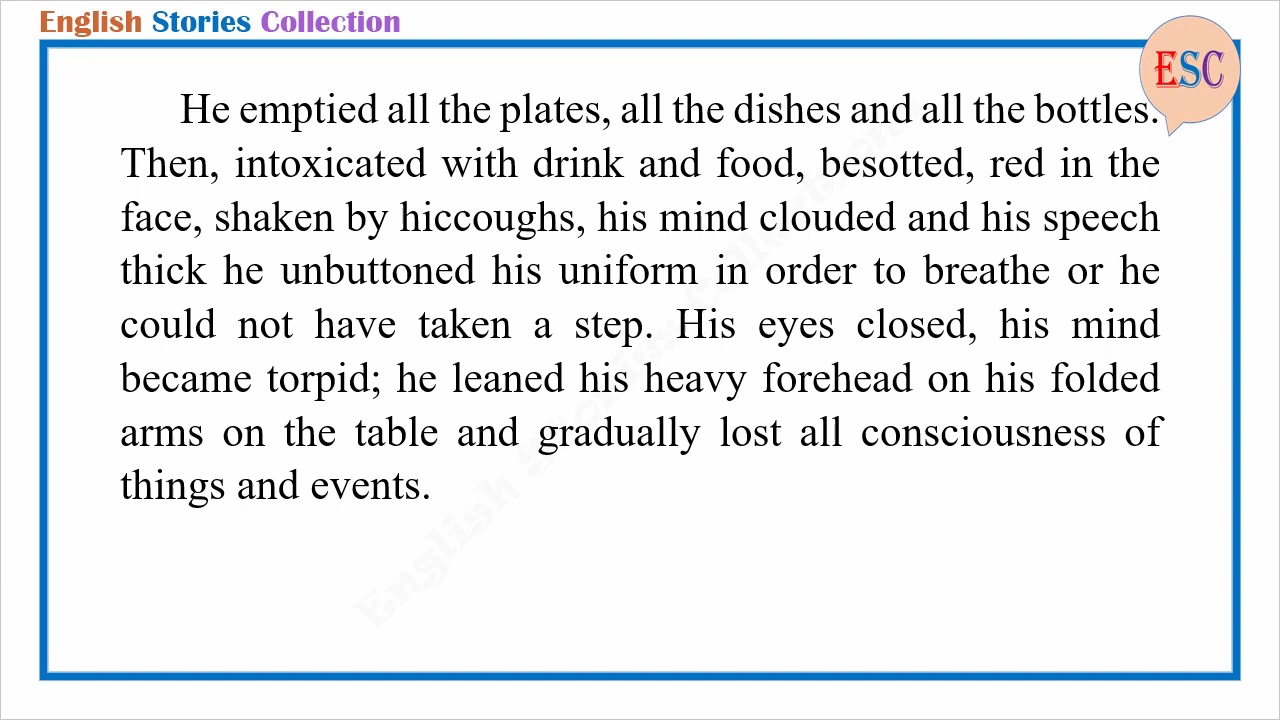 English Stories Collection
ESC
He emptied all the plates, all the dishes and all the bottles.
Then, intoxicated with drink and food, besotted, red in the
face, shaken by hiccoughs, his mind clouded and his speech
thick he unbuttoned his uniform in order to breathe or he
could not have taken a step. His eyes closed, his mind
became torpid; he leaned his heavy forehead on his folded
arms on the table and gradually lost all consciousness of
things and events.
English Stories Collection